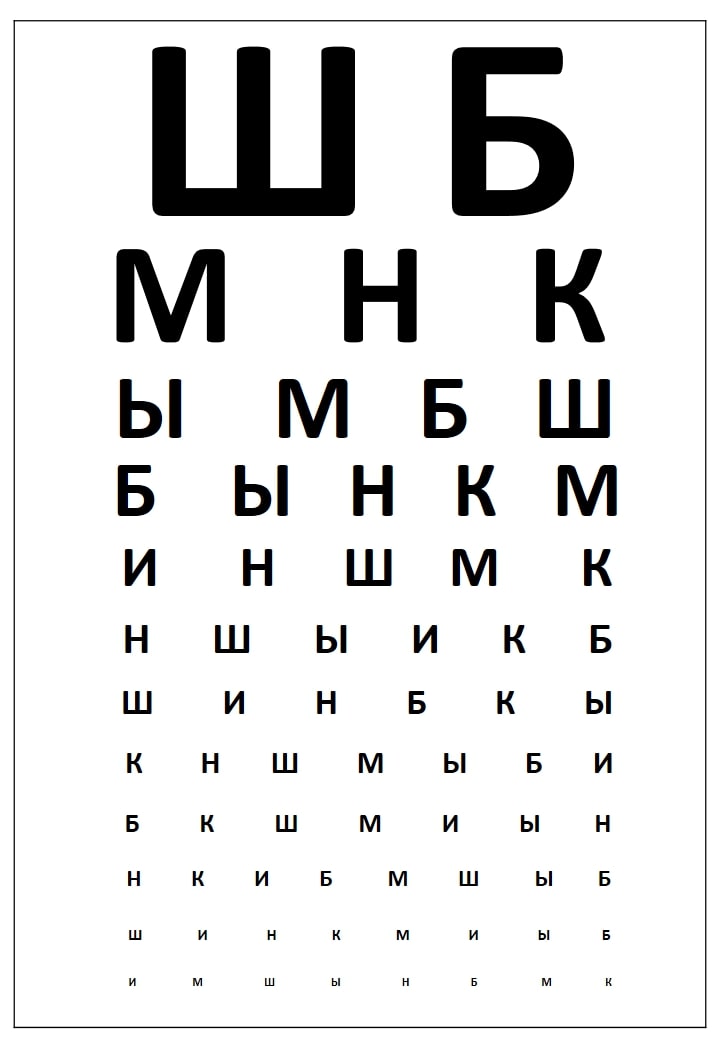 Ш Б
М Н К
Ы М Б Ш
Б Ы Н К М
И Н Ш М К
Н Ш Ы И К Б
Ш И Н Б К Ы
К Н Ш М Ы Б И
Б К Ш М И Ы Н
Н К И Б М Ш Ы Б
Ш И Н К М И Ы Б
И М Ш Ы Н Б М К